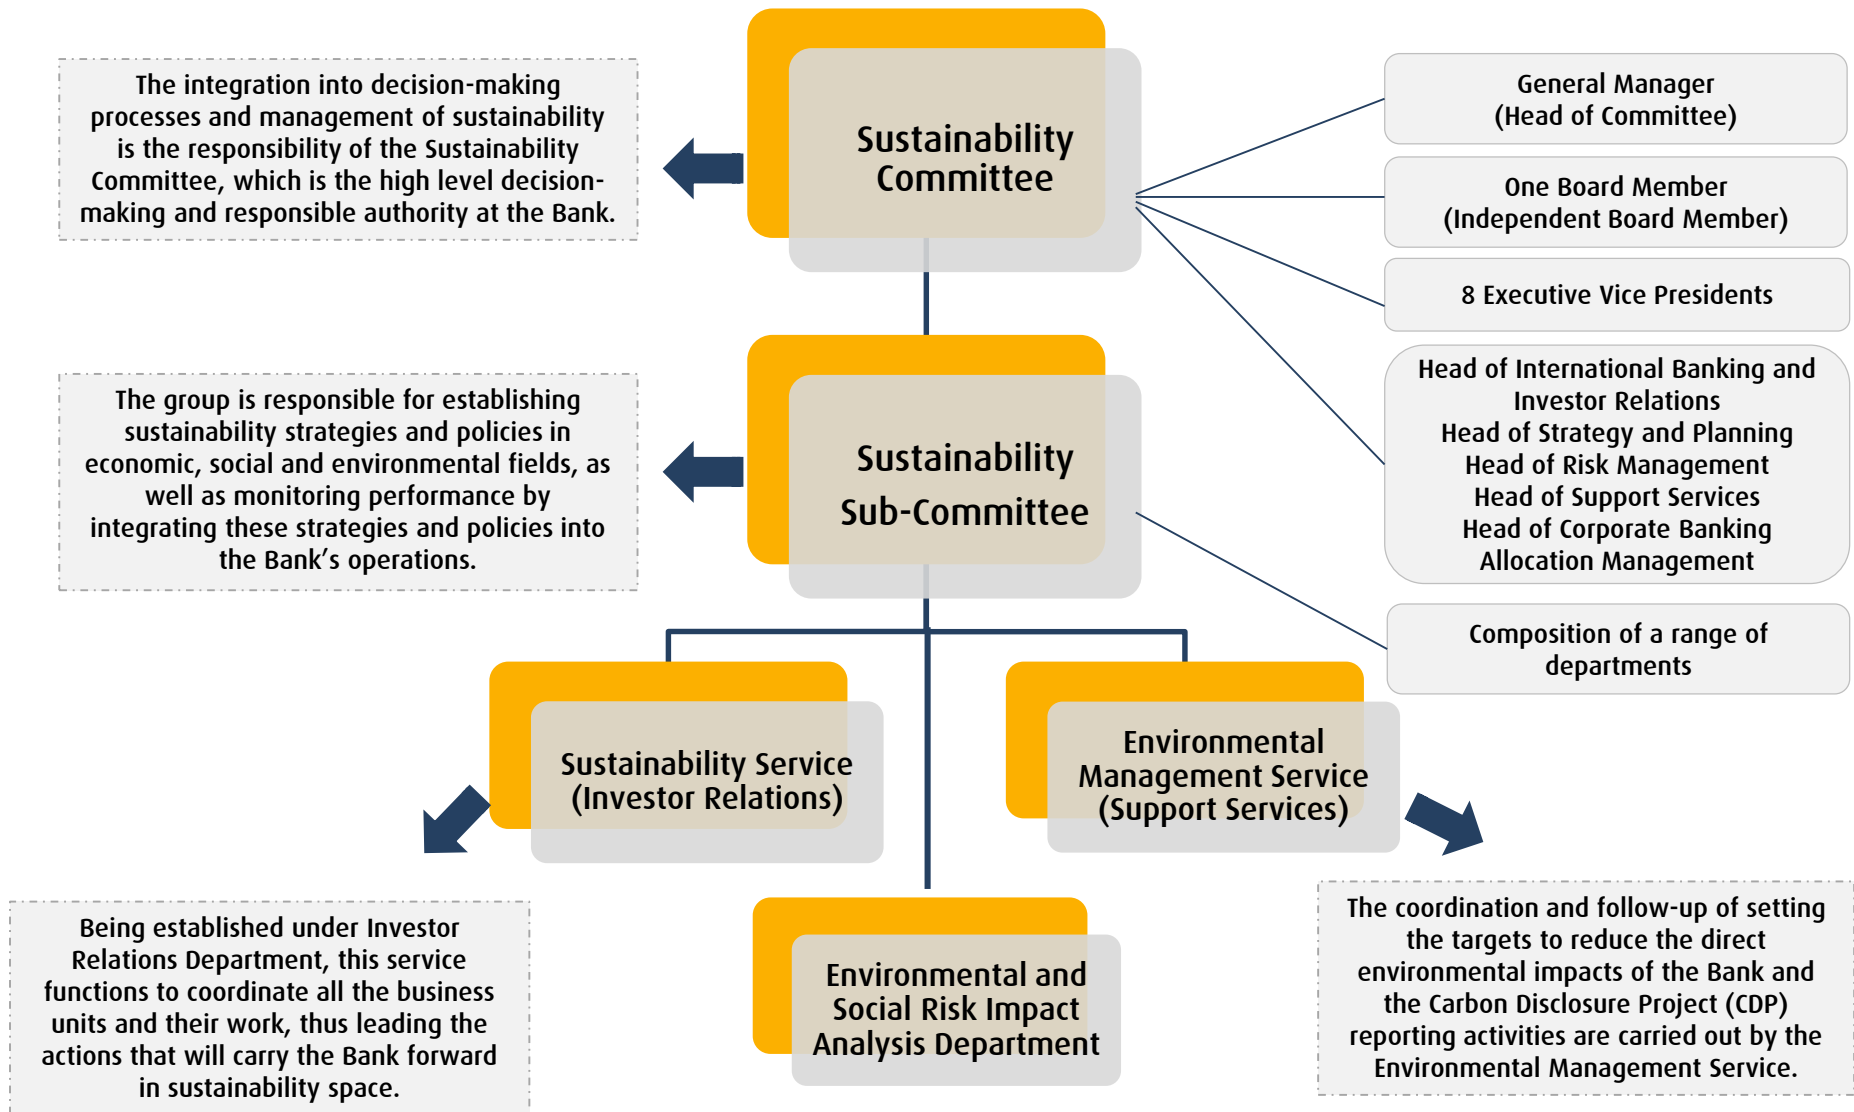 The integration into decision-making
processes and management of sustainability
is the responsibility of the Sustainability
Committee, which is the high level decision-
making and responsible authority at the Bank.
Sustainability
Committee
General Manager
(Head of Committee)
One Board Member
(Independent Board Member)
8 Executive Vice Presidents
Head of International Banking and
Investor Relations
Head of Strategy and Planning
Head of Risk Management
Head of Support Services
Head of Corporate Banking
Allocation Management
The group is responsible for establishing
sustainability strategies and policies in
economic, social and environmental fields, as
well as monitoring performance by
integrating these strategies and policies into
the Bank’s operations.
Sustainability
Sub-Committee
Composition of a range of
departments
Sustainability Service
(Investor Relations)
Environmental
Management Service
(Support Services)
Being established under Investor
Relations Department, this service
functions to coordinate all the business
units and their work, thus leading the
actions that will carry the Bank forward
in sustainability space.
Environmental and
Social Risk Impact
Analysis Department
The coordination and follow-up of setting
the targets to reduce the direct
environmental impacts of the Bank and
the Carbon Disclosure Project (CDP)
reporting activities are carried out by the
Environmental Management Service.